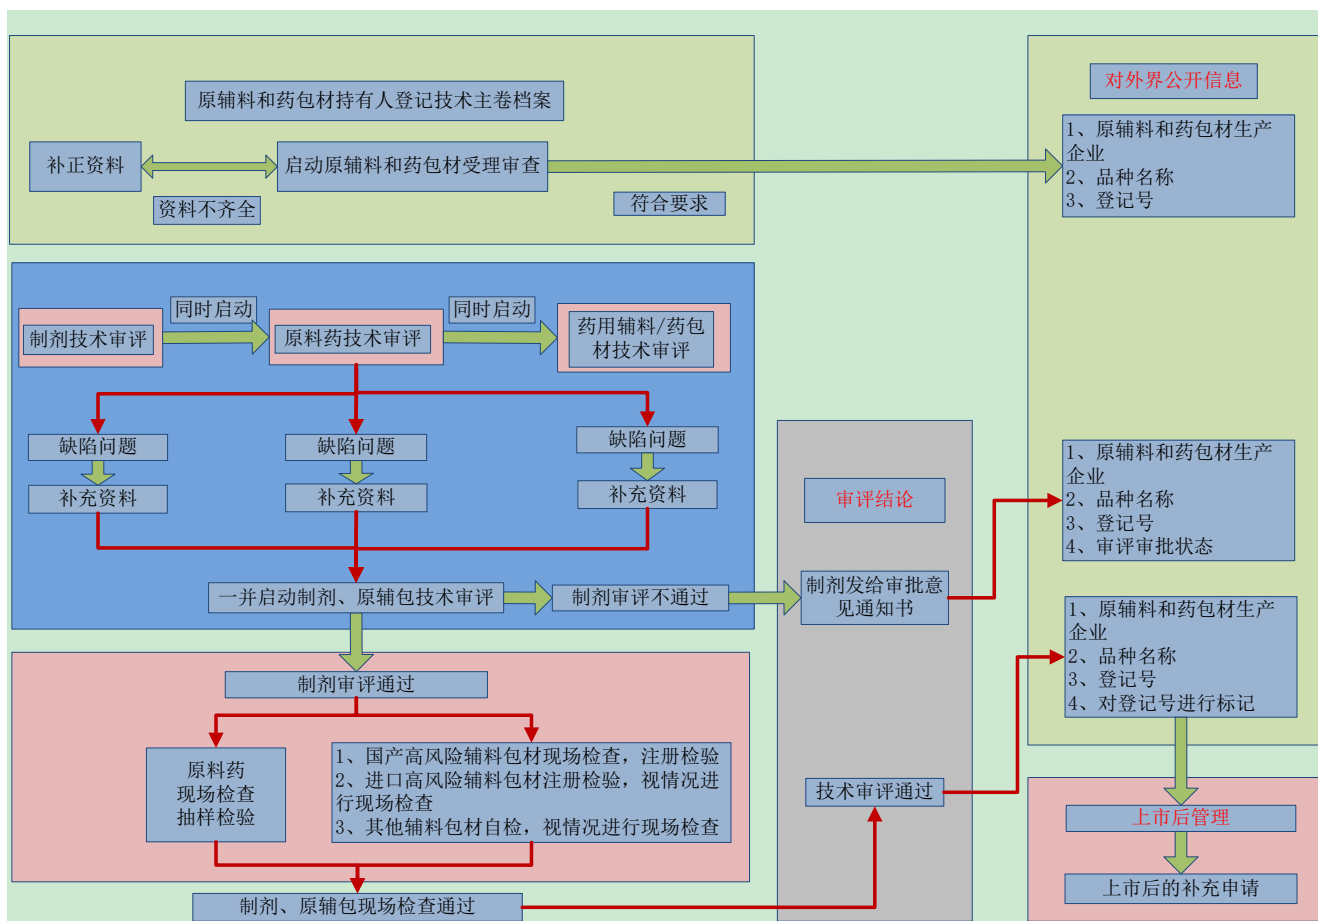 原辅料和药包材持有人登记技术主卷档案
补正资料
启动原辅料和药包材受理审查
资料不齐全
符合要求
对外界公开信息
1、原辅料和药包材生产
企业
2、品种名称
3、登记号
制剂技术审评
同时启动
原料药技术审评
同时启动
药用辅料/药包
材技术审评
缺陷问题
缺陷问题
缺陷问题
补充资料
补充资料
补充资料
一并启动制剂、原辅包技术审评
制剂审评不通过
审评结论
制剂发给审批意
见通知书
1、原辅料和药包材生产
企业
2、品种名称
3、登记号
4、审评审批状态
制剂审评通过
原料药
现场检查
抽样检验
1、国产高风险辅料包材现场检查，注册检验
2、进口高风险辅料包材注册检验，视情况进
行现场检查
3、其他辅料包材自检，视情况进行现场检查
制剂、原辅包现场检查通过
技术审评通过
1、原辅料和药包材生产
企业
2、品种名称
3、登记号
4、对登记号进行标记
上市后管理
上市后的补充申请